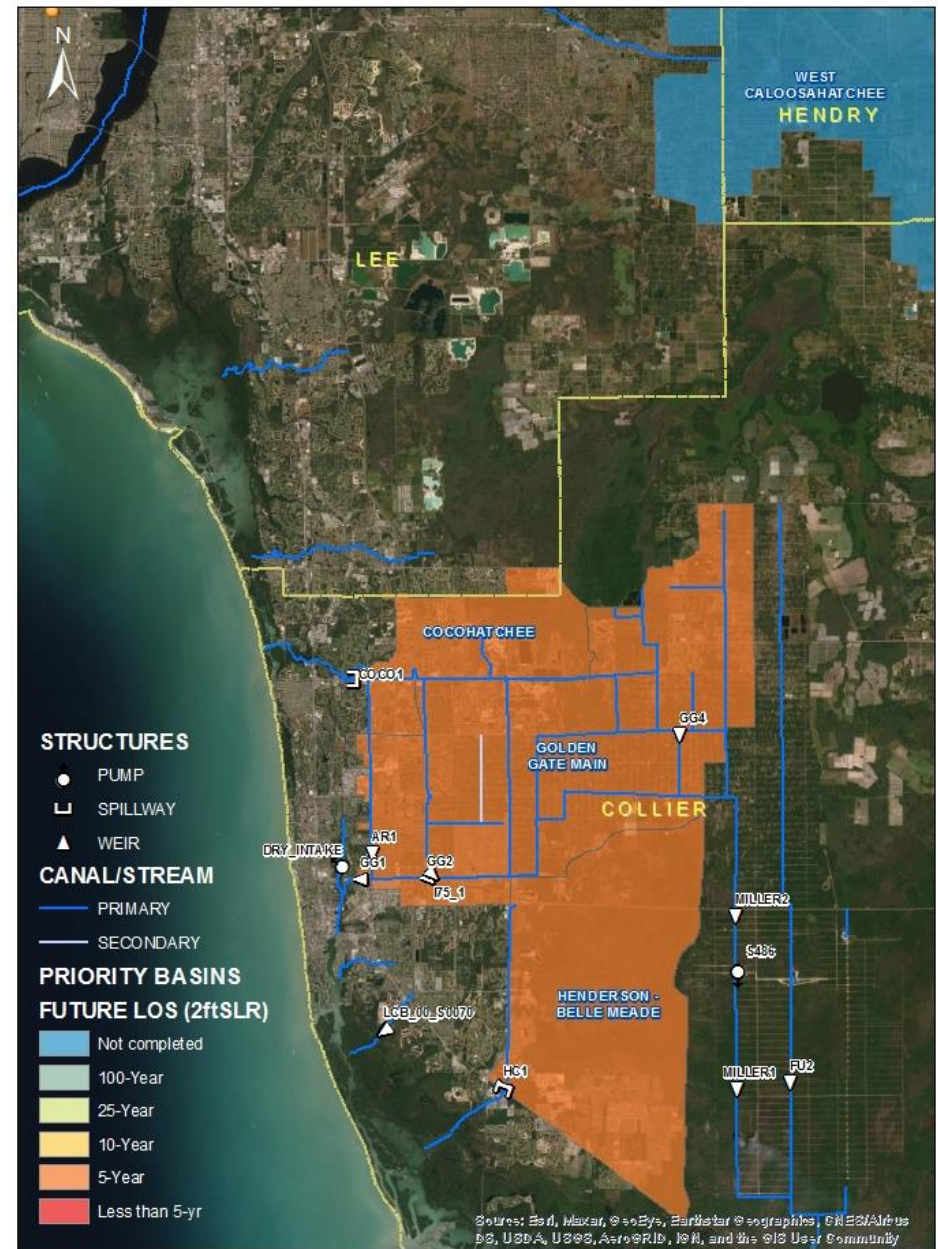 N
WEST
CALOOSAHATCHEE
HENDRY
LEE
COCOHATCHEE
COCO1
GG4
GOLDEN
GATE MAIN
COLLIER
AR1
DRY_INTAKE
GG1
GG2
I75_1
MILLER2
S486
HENDERSON -
BELLE MEADE
LCB_00_S0070
HC1
MILLER1
FU2
STRUCTURES
PUMP
SPILLWAY
WEIR
CANAL/STREAM
PRIMARY
SECONDARY
PRIORITY BASINS
FUTURE LOS (2ftSLR)
Not completed
100-Year
25-Year
10-Year
5-Year
Less than 5-yr
Source: Esri, Maxar, GeoEye, Earthstar Geographics, CNES/Airbus
DS, USDA, USGS, AeroGRID, IGN, and the GIS User Community